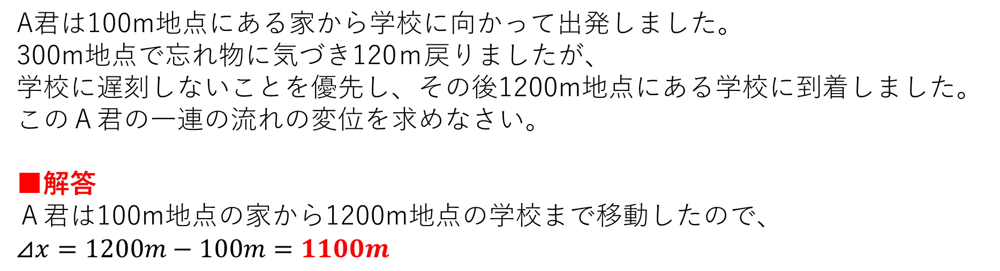 A君は100m地点にある家から学校に向かって出発しました。
300m地点で忘れ物に気づき120ｍ戻りましたが、
学校に遅刻しないことを優先し、その後1200m地点にある学校に到着しました。
このＡ君の一連の流れの変位を求めなさい。
■解答
Ａ君は100m地点の家から1200m地点の学校まで移動したので、
⊿x = 1200m − 100m = 1100m